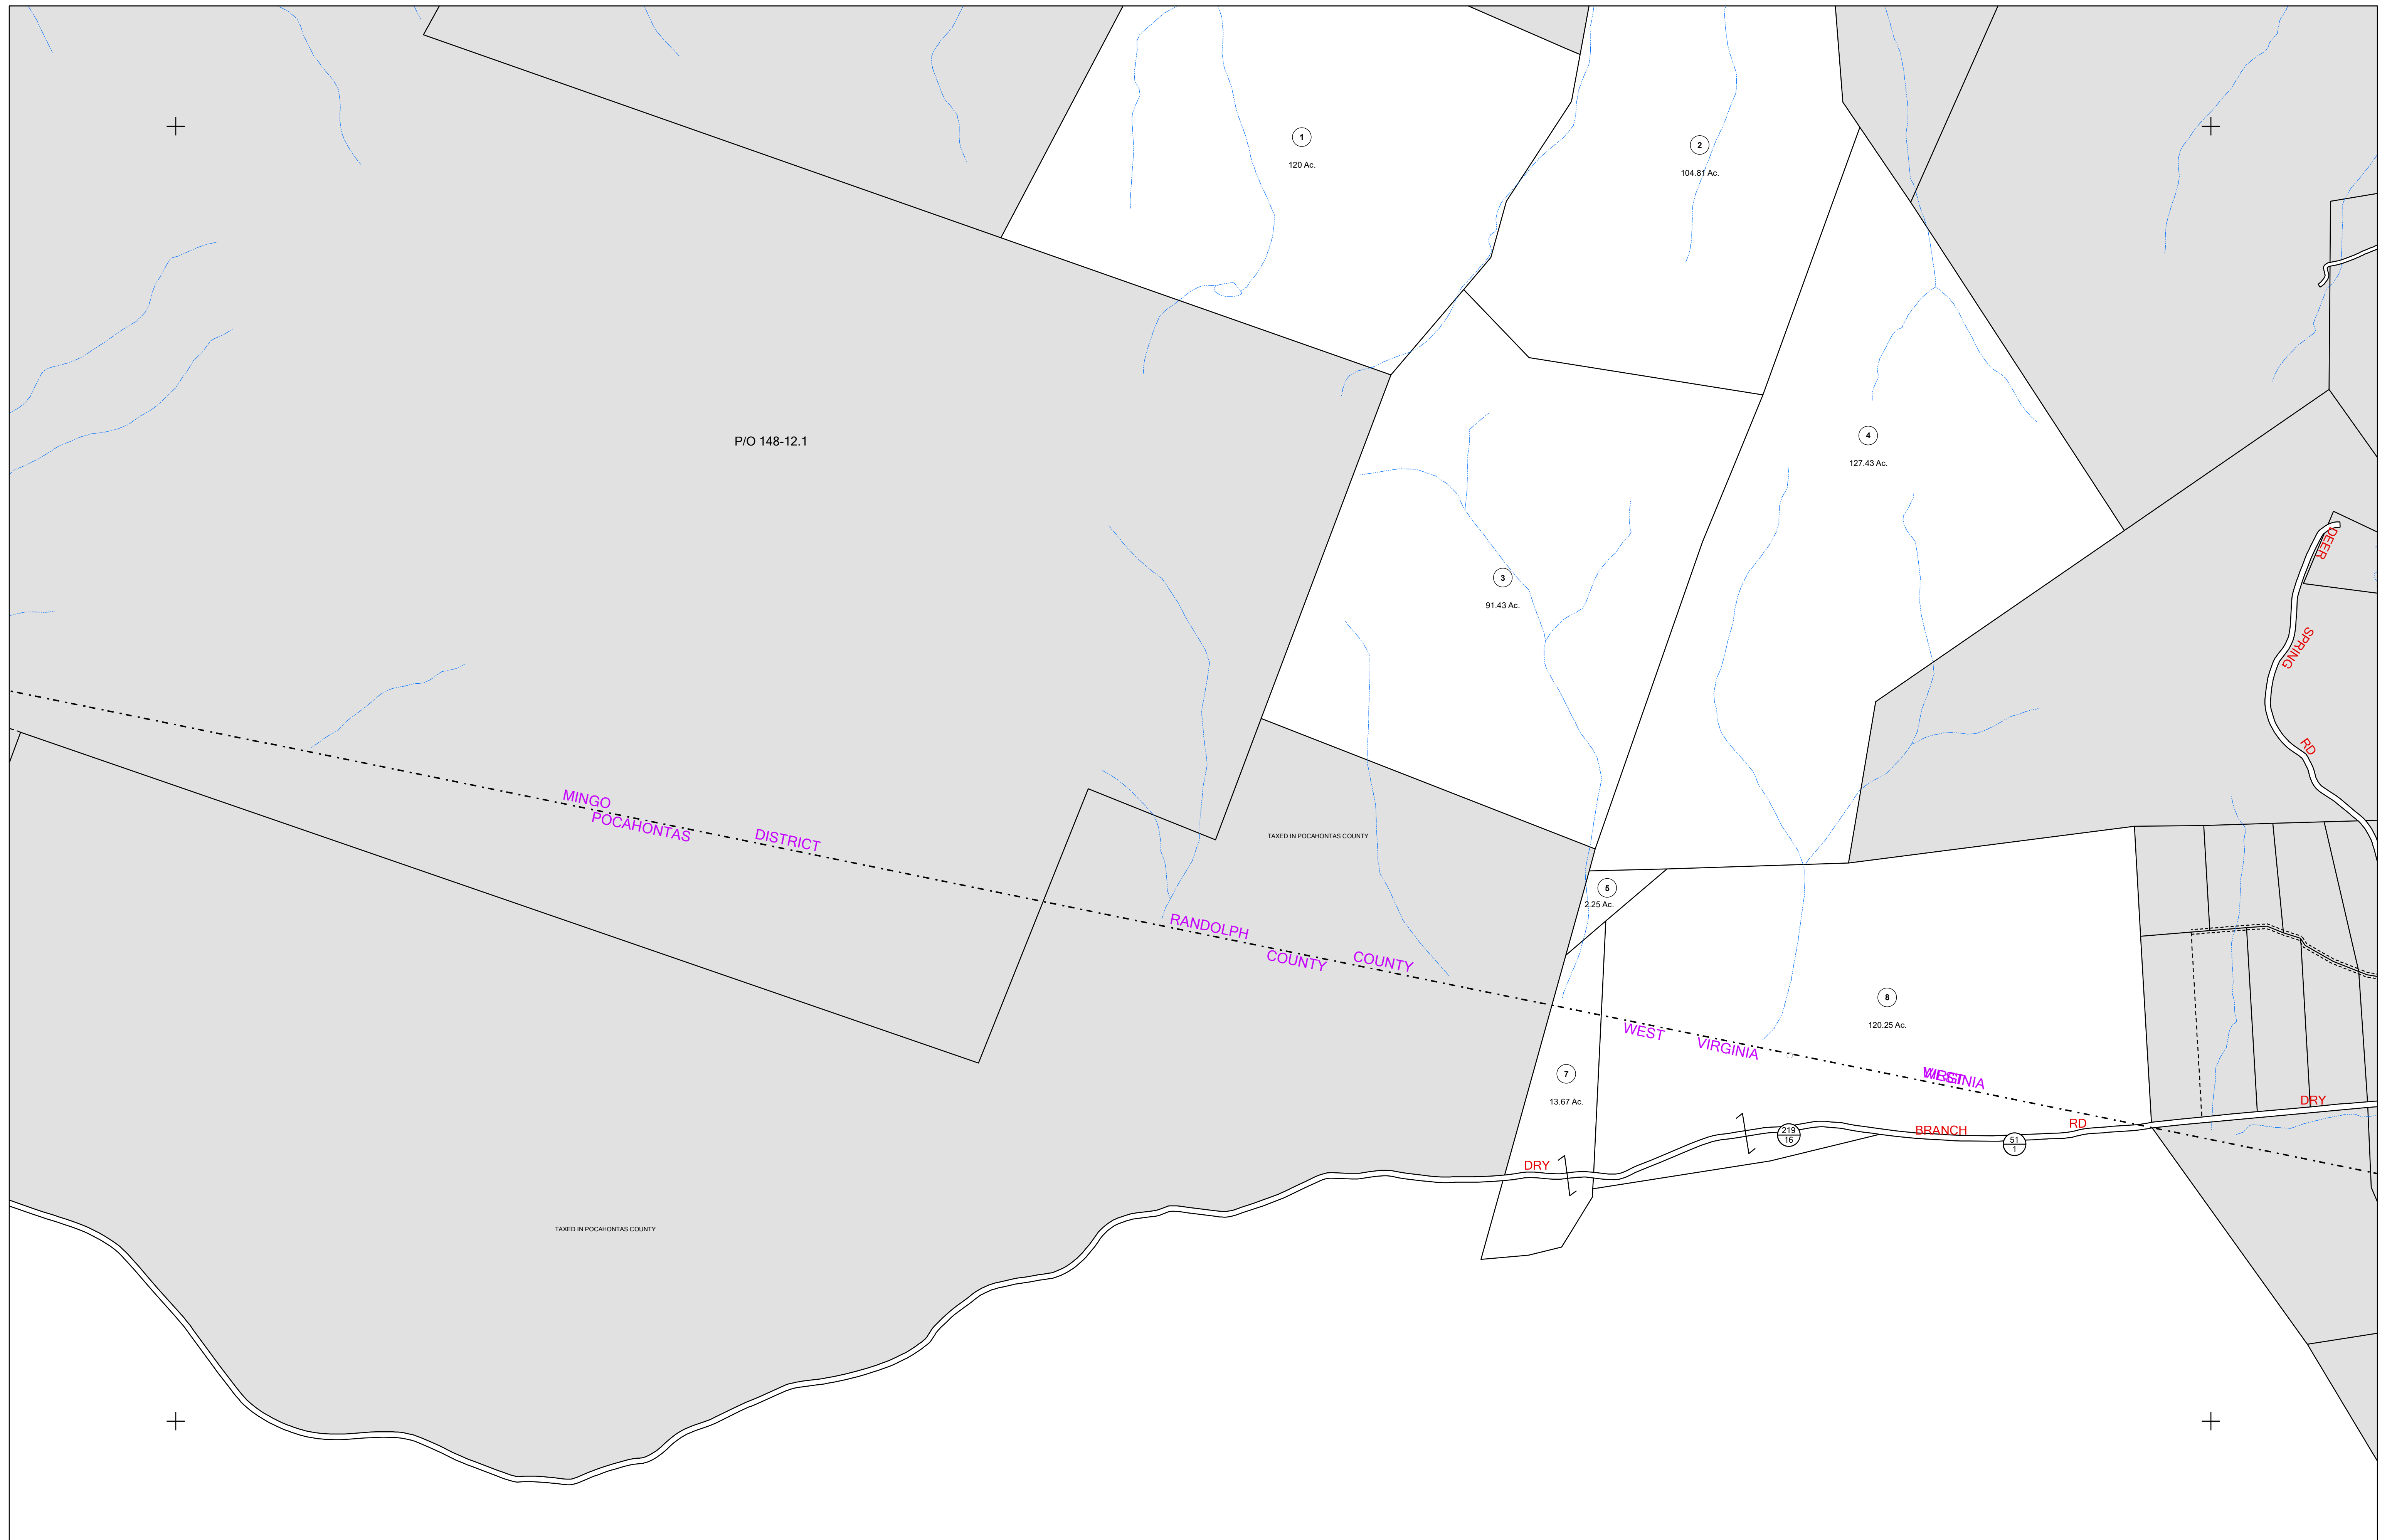 1
120 Ac.
2
104.81 Ac.
P/O 148-12.1
4
127.43 Ac.
3
91.43 Ac.
DEER
SPRING
RD
MINGO
DISTRICT
POCAHONTAS
TAXED IN POCAHONTAS COUNTY
5
2.25 Ac.
RANDOLPH
COUNTY
COUNTY
8
120.25 Ac.
WEST
VIRGINIA
7
13.67 Ac.
WEST
VIRGINIA
DRY
BRANCH
RD
219
16
51
1
DRY
TAXED IN POCAHONTAS COUNTY